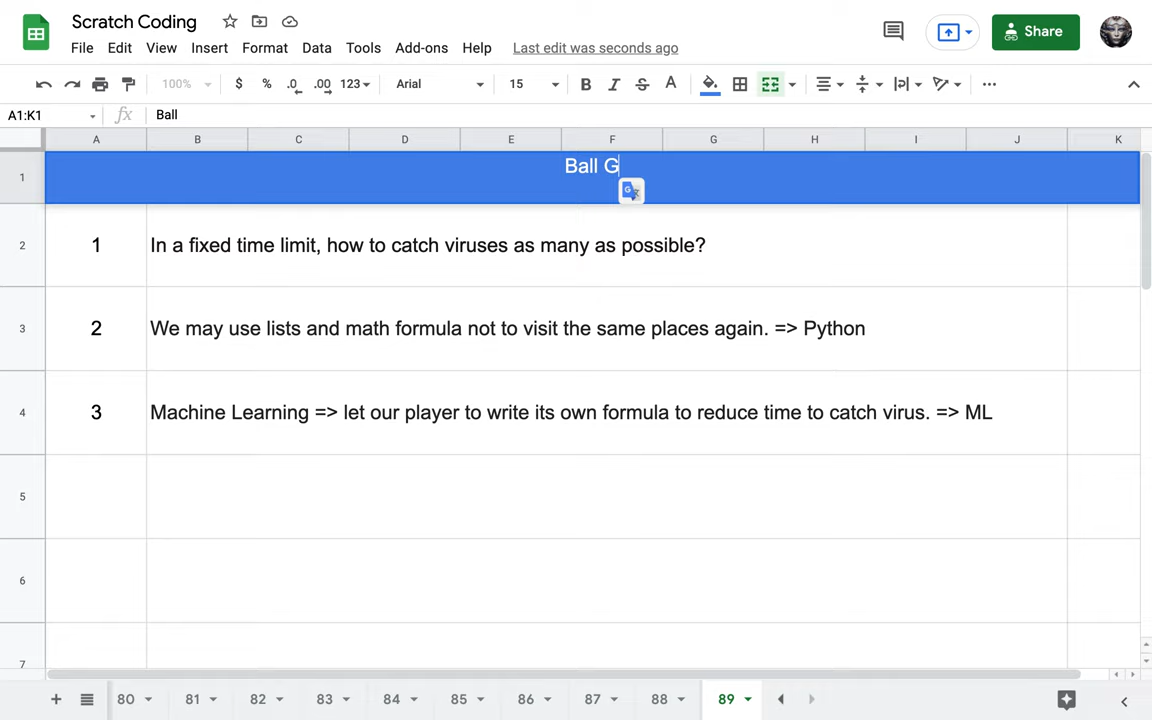 Scratch Coding
File Edit View Insert Format Data Tools Add-ons Help Last edit was seconds ago
Share
100% $ % .0 .00 123 Arial 15 B I S A
A1:K1 fx Ball
A B C D E F G H I J K
1 Ball G
2 1 In a fixed time limit, how to catch viruses as many as possible?
3 2 We may use lists and math formula not to visit the same places again. => Python
4 3 Machine Learning => let our player to write its own formula to reduce time to catch virus. => ML
5
6
7
+ 80 81 82 83 84 85 86 87 88 89